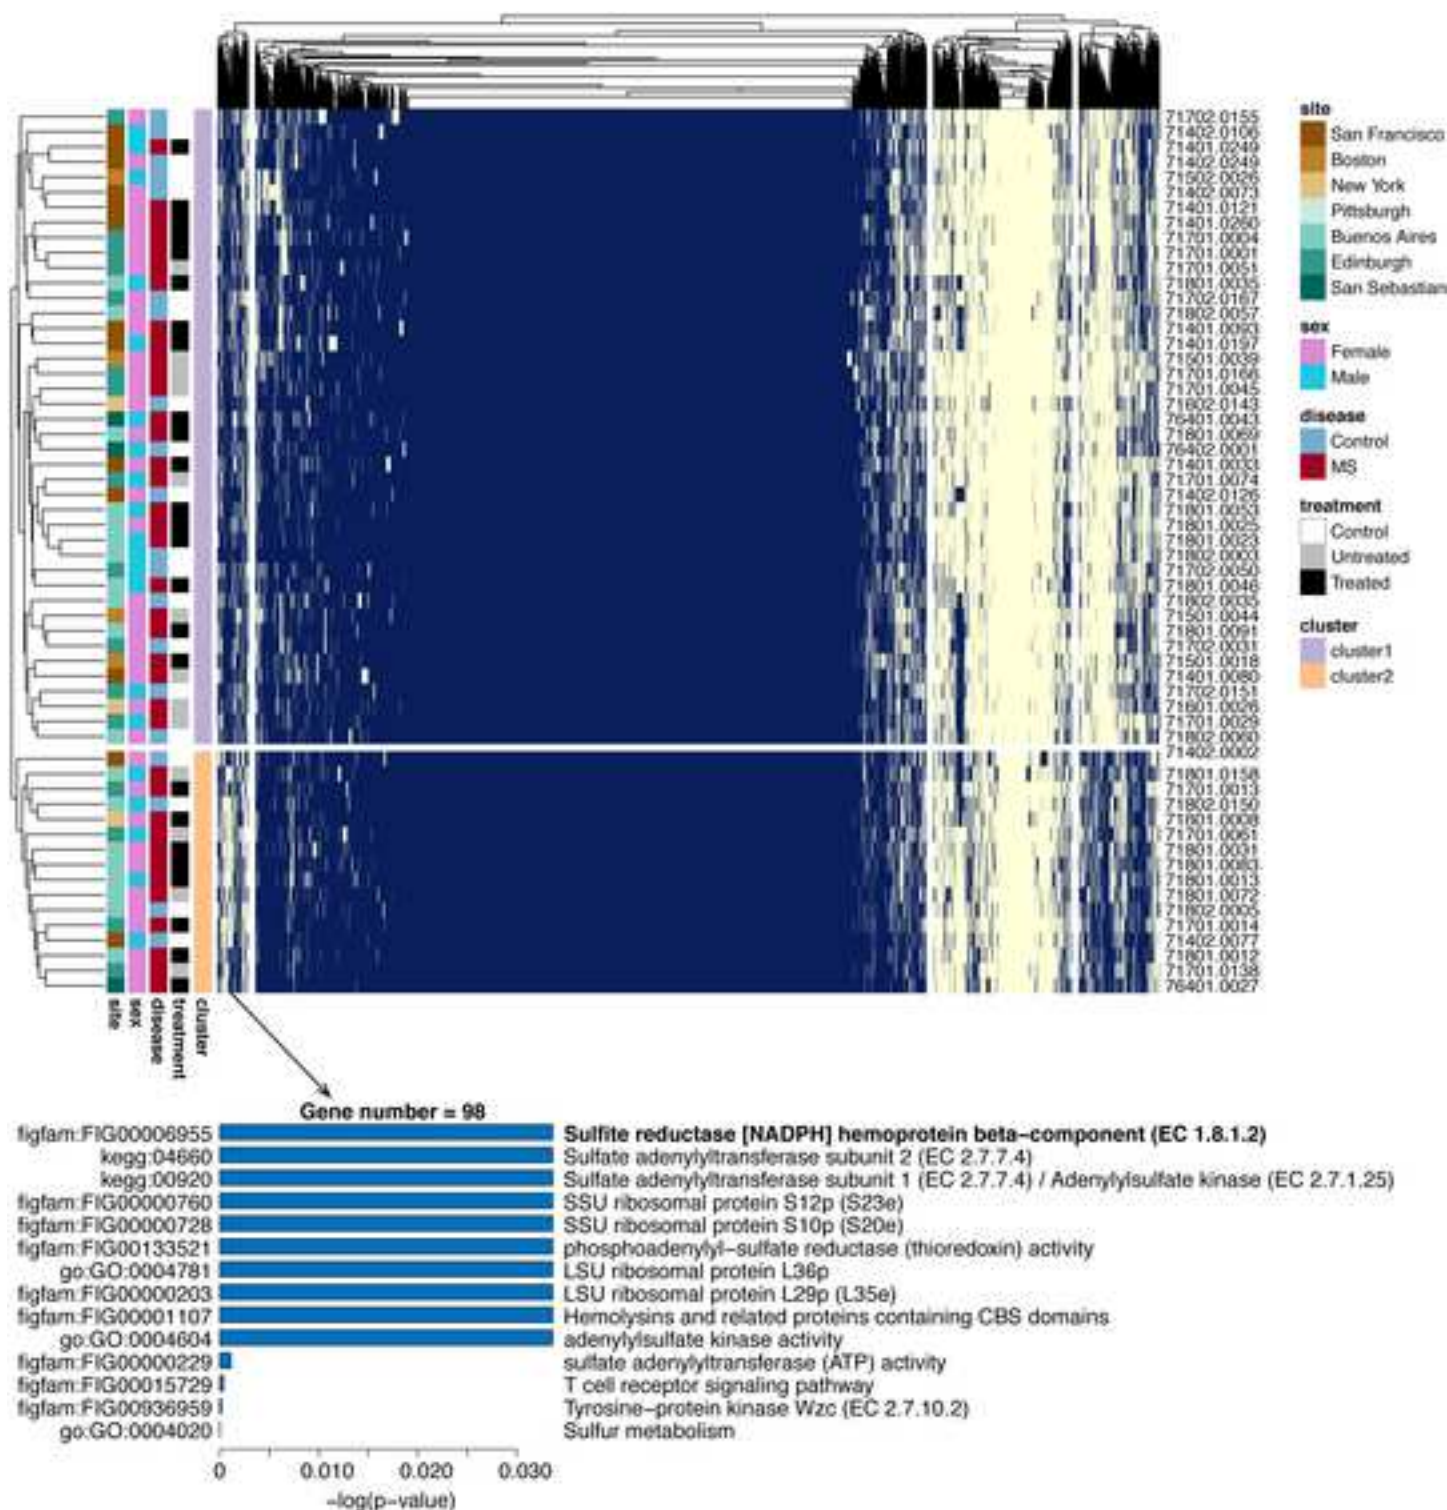 71702.0155
71402.0106
71401.0249
71402.0249
71502.0026
71402.0073
71401.0121
71401.0260
71701.0004
71701.0001
71701.0051
71801.0035
71702.0167
71802.0057
71401.0093
71401.0197
71501.0039
71701.0166
71701.0045
71602.0143
76401.0043
71801.0069
76402.0001
71401.0033
71701.0074
71402.0126
71801.0053
71801.0025
71801.0023
71802.0003
71702.0050
71801.0046
71802.0035
71501.0044
71801.0091
71702.0031
71501.0018
71401.0080
71702.0151
71601.0026
71701.0029
71802.0060
71402.0002
71801.0158
71701.0013
71802.0150
71801.0008
71701.0061
71801.0031
71801.0083
71801.0013
71801.0072
71802.0005
71701.0014
71402.0077
71801.0012
71701.0138
76401.0027
site
San Francisco
Boston
New York
Pittsburgh
Buenos Aires
Edinburgh
San Sebastian
sex
Female
Male
disease
Control
MS
treatment
Control
Untreated
Treated
cluster
cluster1
cluster2
site
sex
disease
treatment
cluster
Gene number = 98
figfam:FIG00006955 Sulfite reductase [NADPH] hemoprotein beta−component (EC 1.8.1.2)
kegg:04660 Sulfate adenylyltransferase subunit 2 (EC 2.7.7.4)
kegg:00920 Sulfate adenylyltransferase subunit 1 (EC 2.7.7.4) / Adenylylsulfate kinase (EC 2.7.1.25)
figfam:FIG00000760 SSU ribosomal protein S12p (S23e)
figfam:FIG00000728 SSU ribosomal protein S10p (S20e)
figfam:FIG00133521 phosphoadenylyl−sulfate reductase (thioredoxin) activity
go:GO:0004781 LSU ribosomal protein L36p
figfam:FIG00000203 LSU ribosomal protein L29p (L35e)
figfam:FIG00001107 Hemolysins and related proteins containing CBS domains
go:GO:0004604 adenylylsulfate kinase activity
figfam:FIG00000229 sulfate adenylyltransferase (ATP) activity
figfam:FIG00015729 T cell receptor signaling pathway
figfam:FIG00936959 Tyrosine−protein kinase Wzc (EC 2.7.10.2)
go:GO:0004020 Sulfur metabolism
0 0.010 0.020 0.030
−log(p−value)